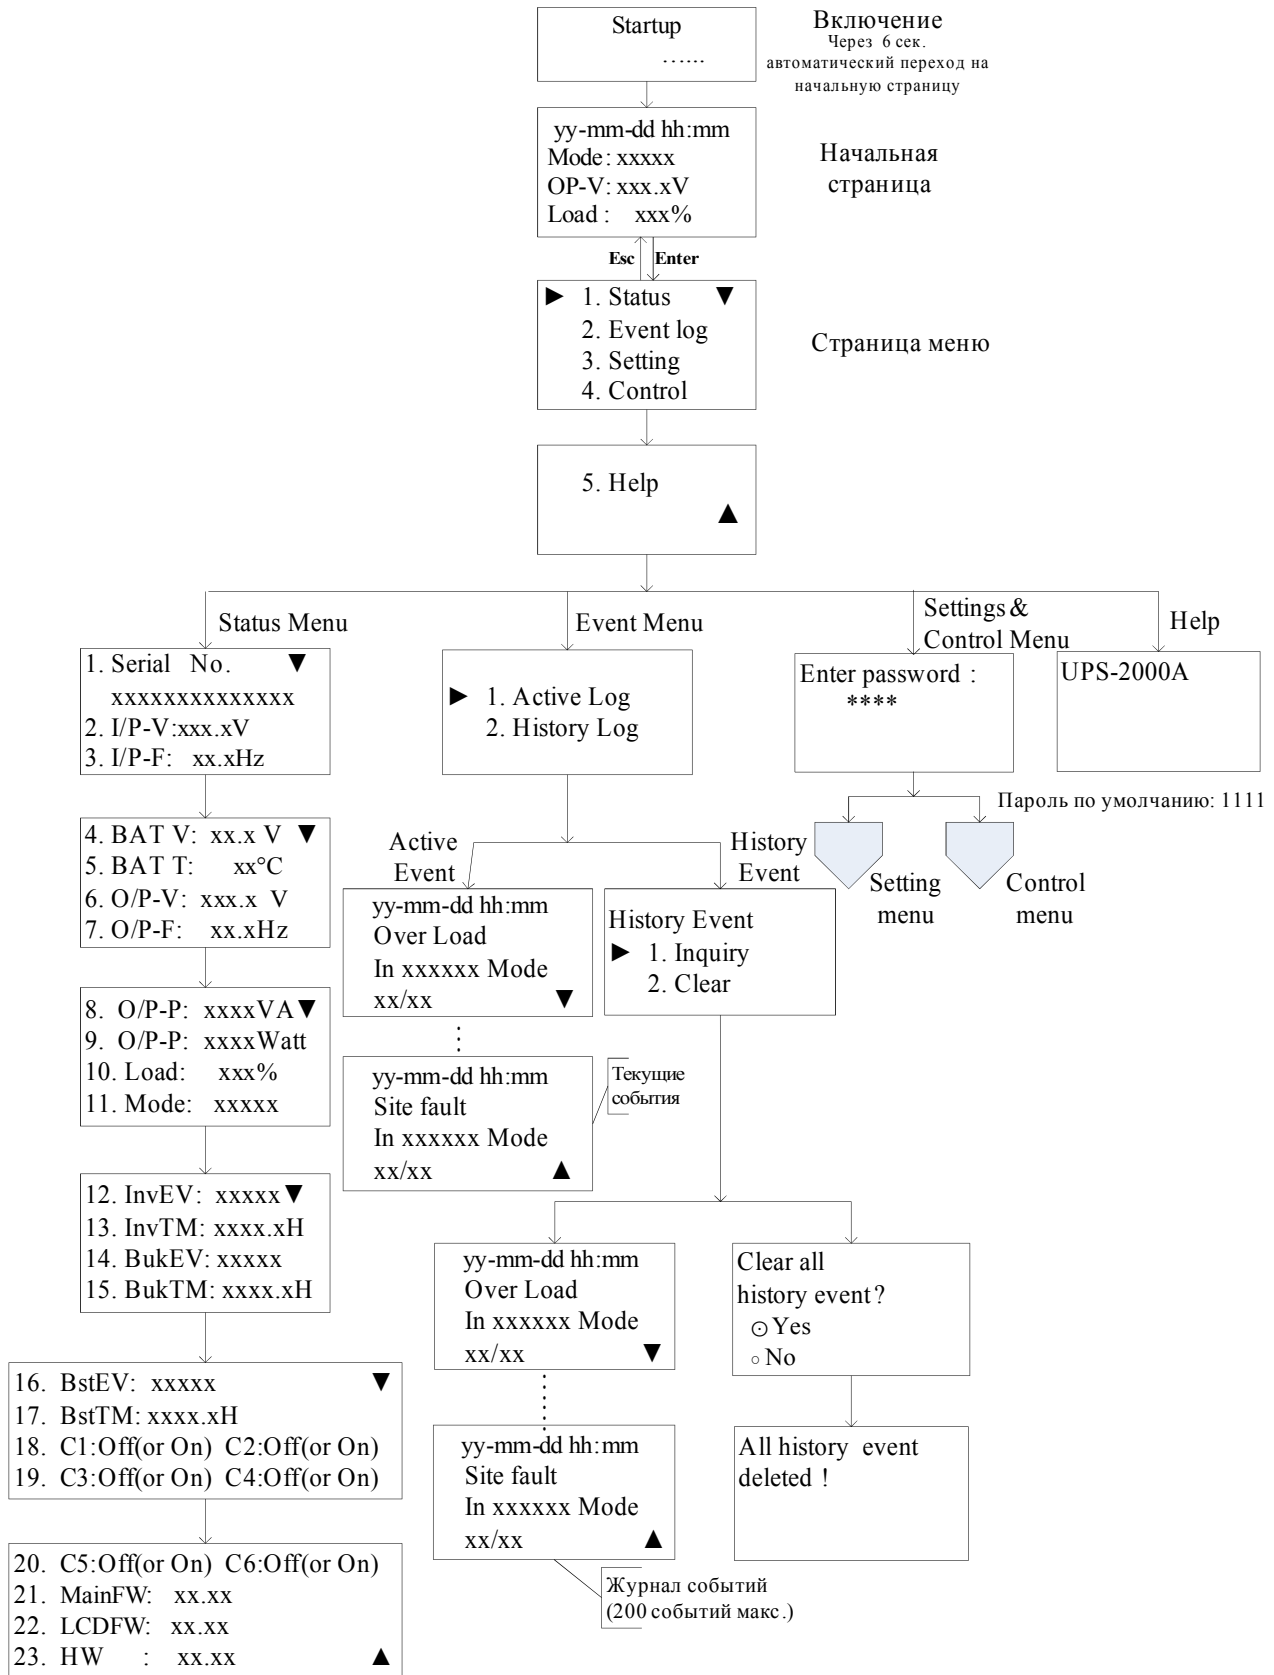 Startup
…...
Включение
Через 6 сек.
автоматический переход на
начальную страницу
yy-mm-dd hh:mm
Mode: xxxxx
OP-V: xxx.xV
Load : xxx%
Начальная
страница
Esc Enter
► 1. Status ▼
2. Event log
3. Setting
4. Control
Страница меню
5. Help
▲
Status Menu
1. Serial No. ▼
xxxxxxxxxxxxxx
2. I/P-V:xxx.xV
3. I/P-F: xx.xHz
4. BAT V: xx.x V ▼
5. BAT T: xx°C
6. O/P-V: xxx.x V
7. O/P-F: xx.xHz
8. O/P-P: xxxxVA▼
9. O/P-P: xxxxWatt
10. Load: xxx%
11. Mode: xxxxx
12. InvEV: xxxxx ▼
13. InvTM: xxxx.xH
14. BukEV: xxxxx
15. BukTM: xxxx.xH
16. BstEV: xxxxx ▼
17. BstTM: xxxx.xH
18. C1:Off(or On) C2:Off(or On)
19. C3:Off(or On) C4:Off(or On)
20. C5:Off(or On) C6:Off(or On)
21. MainFW: xx.xx
22. LCDFW: xx.xx
23. HW : xx.xx ▲
Event Menu
► 1. Active Log
2. History Log
Active
Event
yy-mm-dd hh:mm
Over Load
In xxxxxx Mode
xx/xx ▼
yy-mm-dd hh:mm
Site fault
In xxxxxx Mode
xx/xx ▲
Текущие
события
History
Event
History Event
► 1. Inquiry
2. Clear
yy-mm-dd hh:mm
Over Load
In xxxxxx Mode
xx/xx ▼
yy-mm-dd hh:mm
Site fault
In xxxxxx Mode
xx/xx ▲
Журнал событий
(200 событий макс.)
Clear all
history event?
⊙ Yes
○ No
All history event
deleted !
Settings &
Control Menu
Enter password :
****
Setting
menu
Control
menu
Help
UPS-2000A
Пароль по умолчанию: 1111